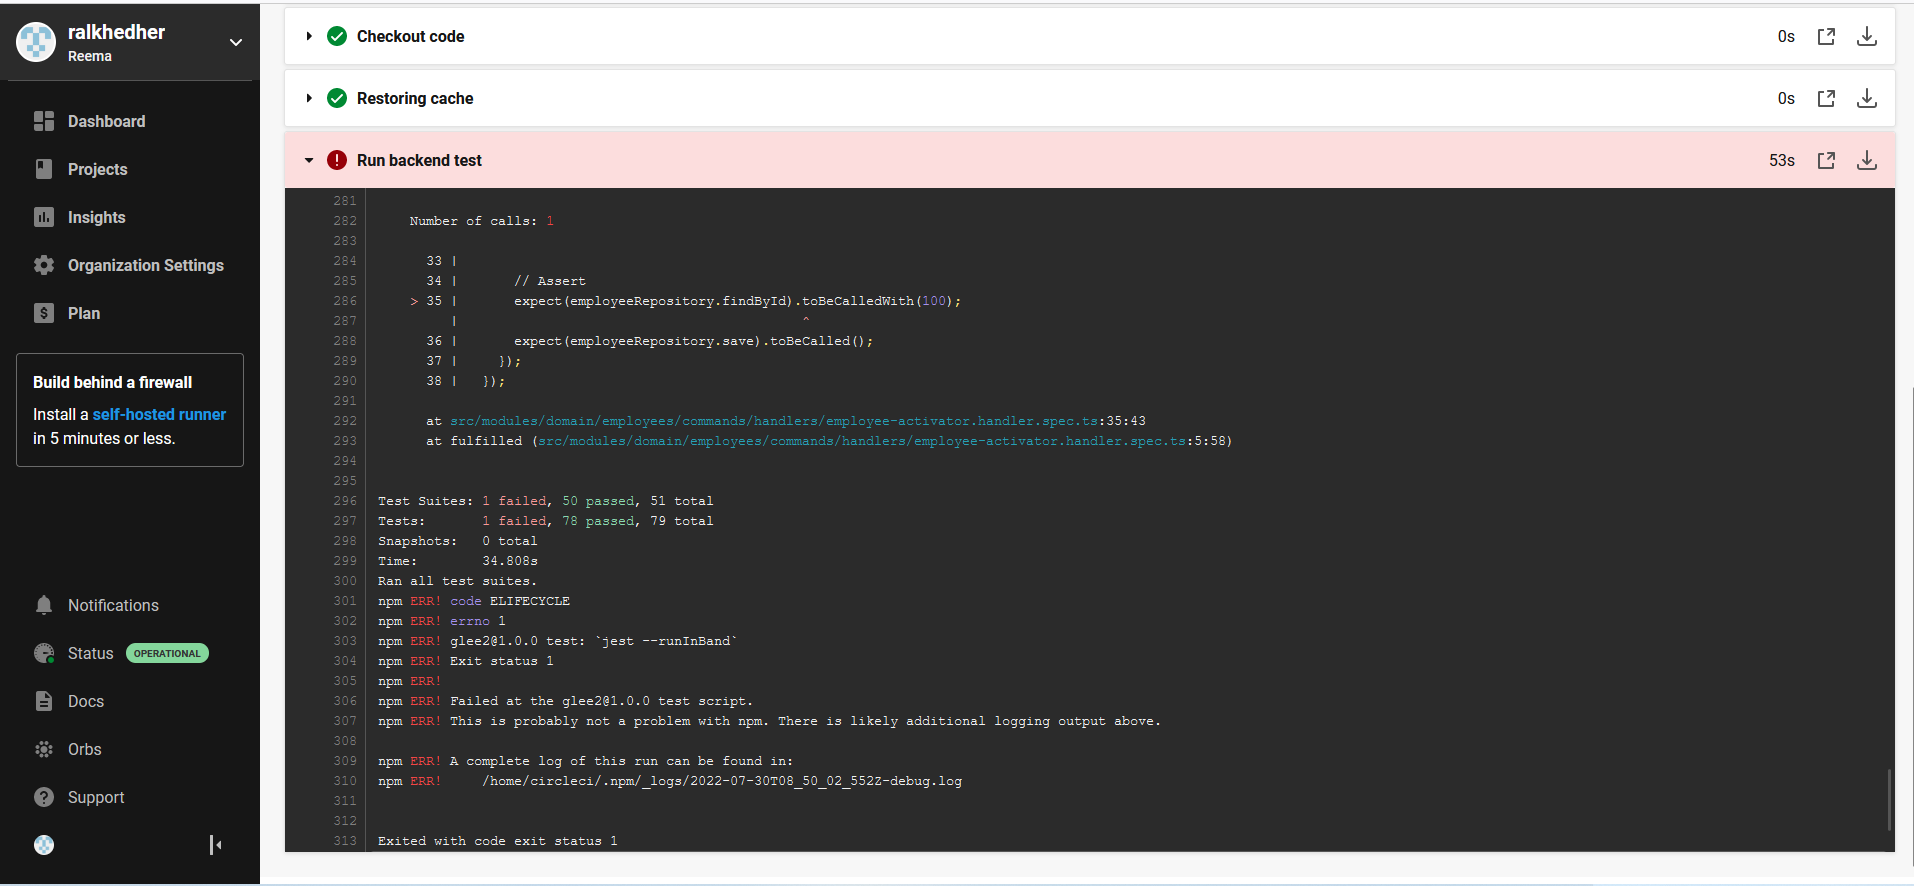 ralkhedher
Reema
Dashboard
Projects
Insights
Organization Settings
Plan
Build behind a firewall
Install a self-hosted runner
in 5 minutes or less.
Notifications
Status OPERATIONAL
Docs
Orbs
Support
Checkout code 0s
Restoring cache 0s
Run backend test 53s
281
282 Number of calls: 1
283
284 33 |
285 34 | // Assert
286 > 35 | expect(employeeRepository.findById).toBeCalledWith(100);
287 | ^
288 36 | expect(employeeRepository.save).toBeCalled();
289 37 | });
290 38 | });
291
292 at src/modules/domain/employees/commands/handlers/employee-activator.handler.spec.ts:35:43
293 at fulfilled (src/modules/domain/employees/commands/handlers/employee-activator.handler.spec.ts:5:58)
294
295
296 Test Suites: 1 failed, 50 passed, 51 total
297 Tests: 1 failed, 78 passed, 79 total
298 Snapshots: 0 total
299 Time: 34.808s
300 Ran all test suites.
301 npm ERR! code ELIFECYCLE
302 npm ERR! errno 1
303 npm ERR! glee2@1.0.0 test: `jest --runInBand`
304 npm ERR! Exit status 1
305 npm ERR!
306 npm ERR! Failed at the glee2@1.0.0 test script.
307 npm ERR! This is probably not a problem with npm. There is likely additional logging output above.
308
309 npm ERR! A complete log of this run can be found in:
310 npm ERR! /home/circleci/.npm/_logs/2022-07-30T08_50_02_552Z-debug.log
311
312
313 Exited with code exit status 1